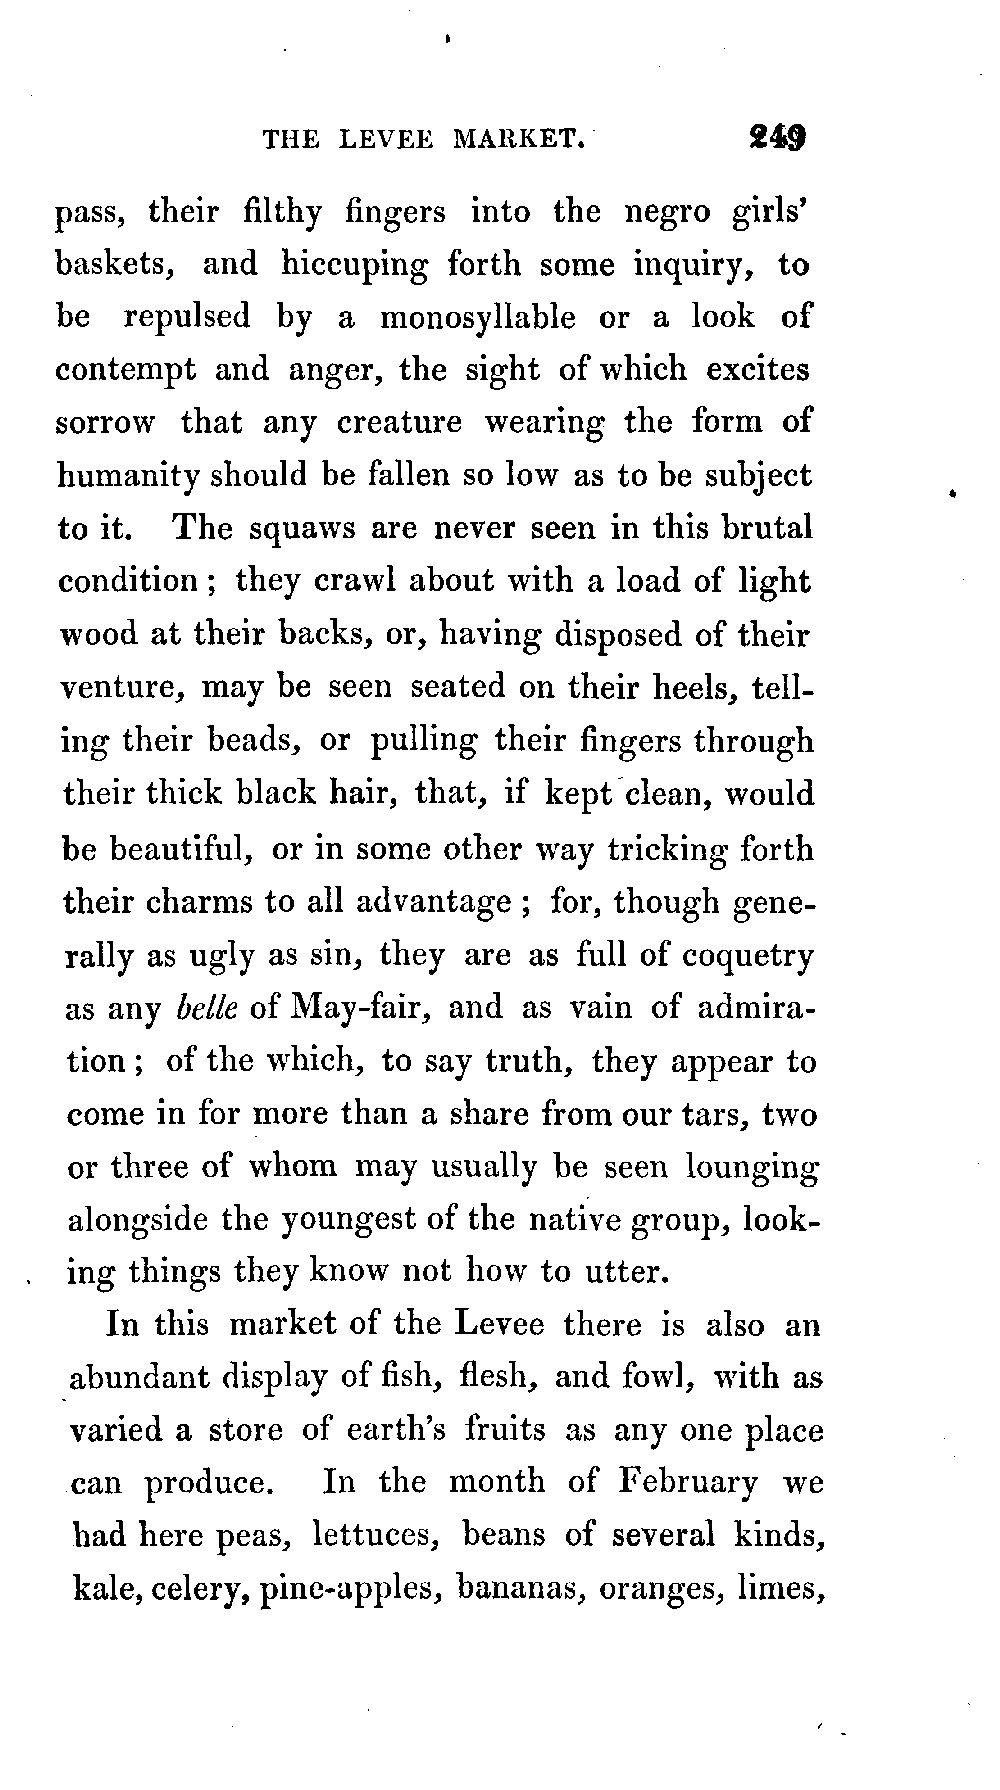 THE LEVEE MARKET. 249
pass, their filthy fingers into the negro girls'
baskets, and hiccuping forth some inquiry, to
be repulsed by a monosyllable or a look of
contempt and anger, the sight of which excites
sorrow that any creature wearing the form of
humanity should be fallen so low as to be subject
to it. The squaws are never seen in this brutal
condition ; they crawl about with a load of light
wood at their backs, or, having disposed of their
venture, may be seen seated on their heels, tell-
ing their beads, or pulling their fingers through
their thick black hair, that, if kept clean, would
be beautiful, or in some other way tricking forth
their charms to all advantage ; for, though gene-
rally as ugly as sin, they are as full of coquetry
as any belle of May-fair, and as vain of admira-
tion ; of the which, to say truth, they appear to
come in for more than a share from our tars, two
or three of whom may usually be seen lounging
alongside the youngest of the native group, look-
ing things they know not how to utter.
In this market of the Levee there is also an
abundant display of fish, flesh, and fowl, with as
varied a store of earth's fruits as any one place
can produce. In the month of February we
had here peas, lettuces, beans of several kinds,
kale, celery, pine-apples, bananas, oranges, limes,